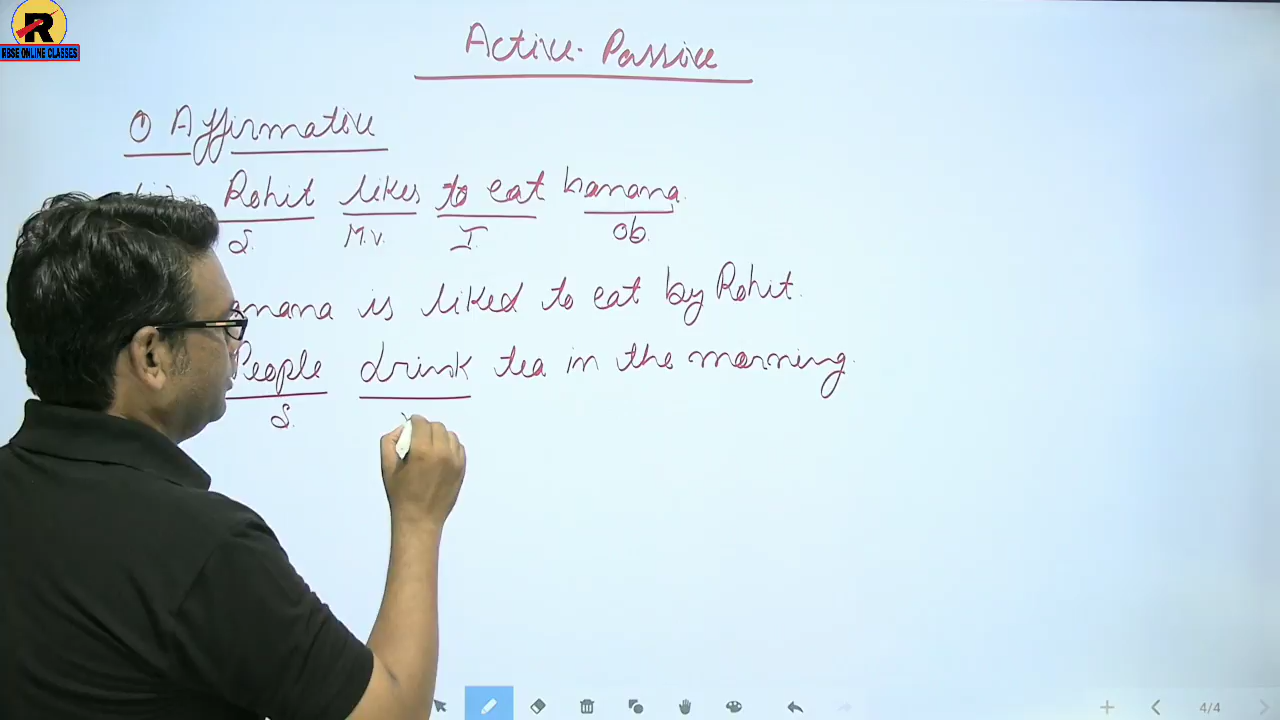 R
RBSE ONLINE CLASSES
Active-Passive
① Affirmative
Rohit likes to eat banana.
S. M.V. I. Ob.
anana is liked to eat by Rohit.
People drink tea in the morning.
S.
4/4